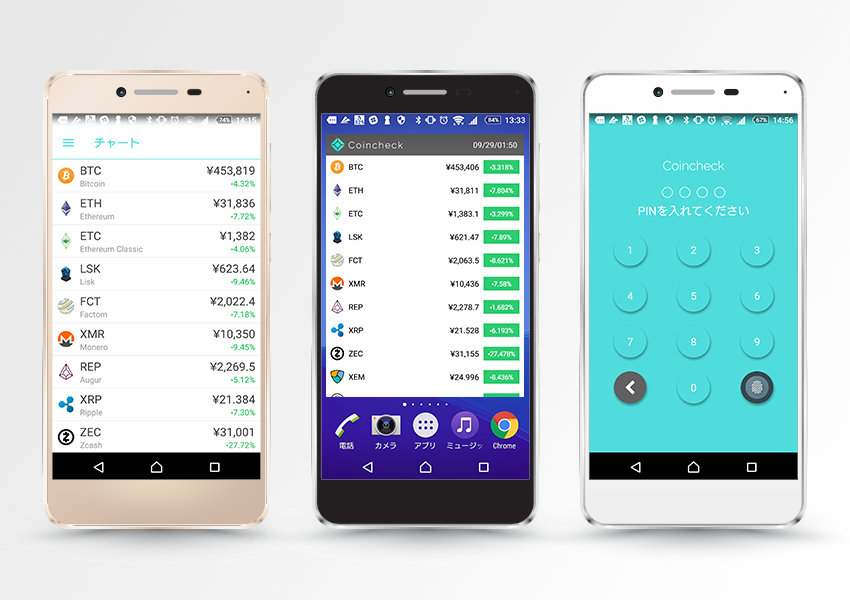 74% 14:15
チャート
BTC ¥453,819
Bitcoin -4.32%
ETH ¥31,836
Ethereum -7.72%
ETC ¥1,382
Ethereum Classic -4.06%
LSK ¥623.64
Lisk -9.46%
FCT ¥2,022.4
Factom -7.18%
XMR ¥10,350
Monero -9.45%
REP ¥2,269.5
Augur -5.12%
XRP ¥21.384
Ripple -7.30%
ZEC ¥31,001
Zcash -27.72%
84% 13:33
Coincheck 09/29/01:50
BTC ¥453,406 -3.318%
ETH ¥31,811 -7.804%
ETC ¥1,383.1 -3.299%
LSK ¥621.47 -7.89%
FCT ¥2,063.5 -8.621%
XMR ¥10,436 -7.58%
REP ¥2,278.7 -1.682%
XRP ¥21.528 -6.193%
ZEC ¥31,155 -27.478%
XEM ¥24.996 -8.436%
電話 カメラ アプリ ミュージッ Chrome
67% 14:56
Coincheck
PINを入れてください
1 2 3
4 5 6
7 8 9
0